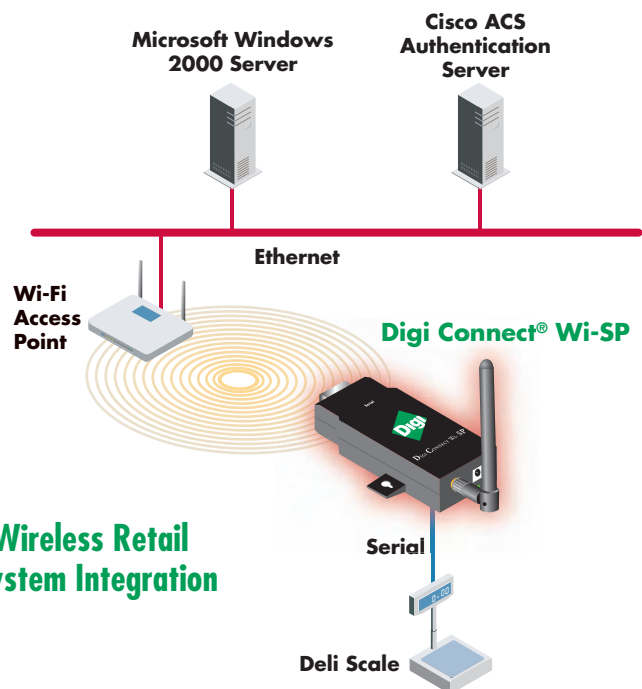 Microsoft Windows
2000 Server
Cisco ACS
Authentication
Server
Ethernet
Wi-Fi
Access
Point
Digi Connect® Wi-SP
Serial
Digi
DIGI CONNECT WI-SP
Wireless Retail
ystem Integration
Serial
0-00
Deli Scale